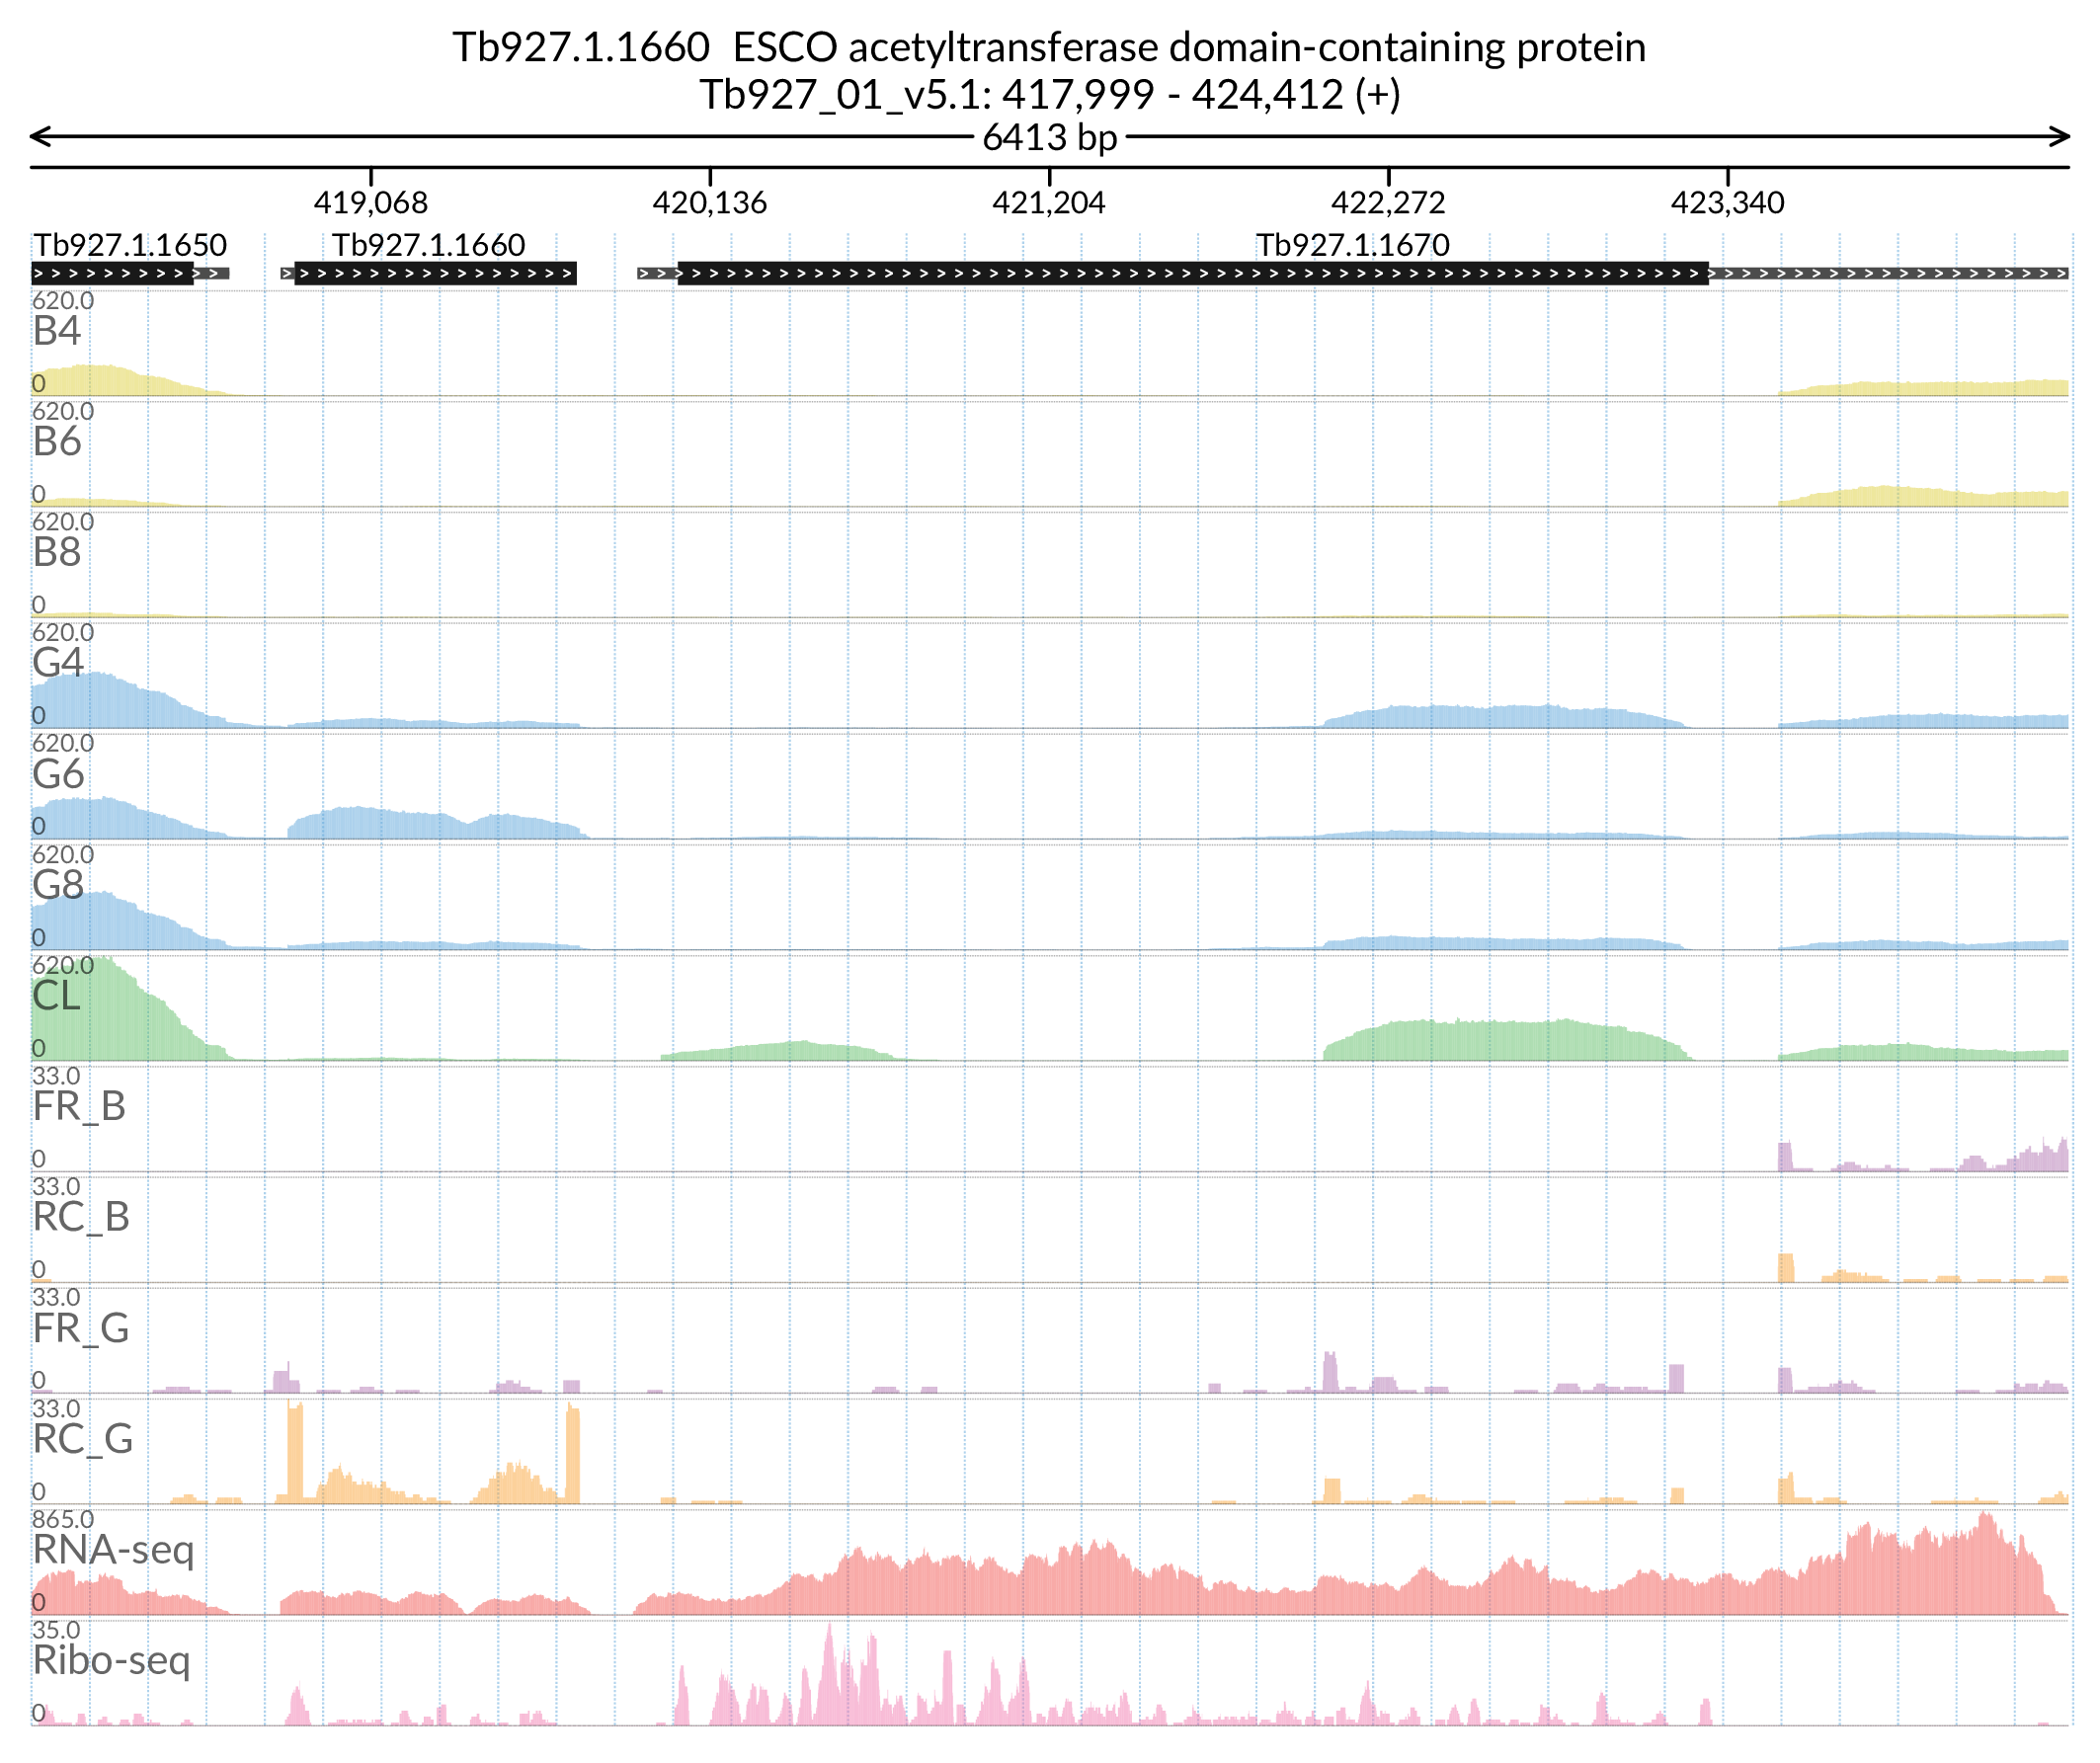 Tb927.1.1660  ESCO acetyltransferase domain-containing protein
Tb927_01_v5.1: 417,999 - 424,412 (+)
6413 bp
419,068 420,136 421,204 422,272 423,340
Tb927.1.1650 Tb927.1.1660 Tb927.1.1670
620.0
B4
0
620.0
B6
0
620.0
B8
0
620.0
G4
0
620.0
G6
0
620.0
G8
0
620.0
CL
0
33.0
FR_B
0
33.0
RC_B
0
33.0
FR_G
0
33.0
RC_G
0
865.0
RNA-seq
0
35.0
Ribo-seq
0